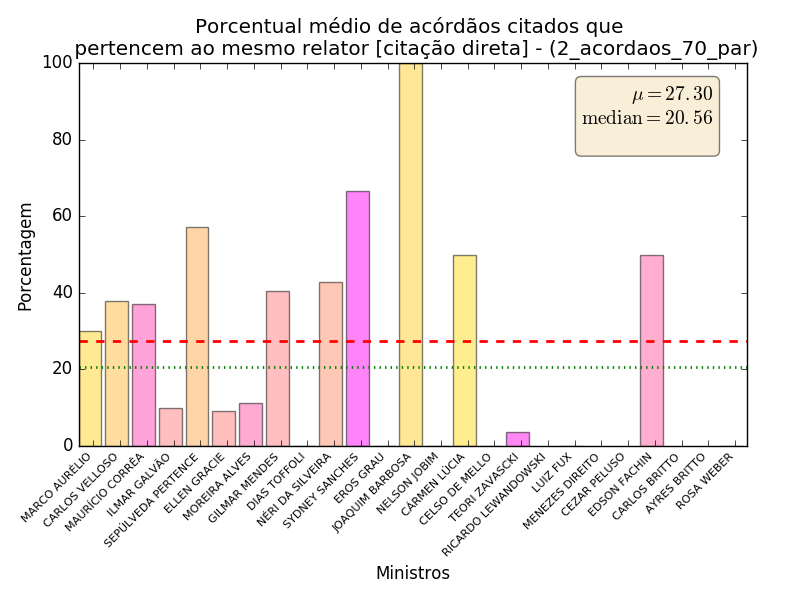 Porcentual médio de acórdãos citados que
pertencem ao mesmo relator [citação direta] - (2_acordaos_70_par)
100
80
60
40
20
0
Porcentagem
μ = 27.30
median = 20.56
MARCO AURÉLIO
CARLOS VELLOSO
MAURÍCIO CORRÊA
ILMAR GALVÃO
SEPÚLVEDA PERTENCE
ELLEN GRACIE
MOREIRA ALVES
GILMAR MENDES
DIAS TOFFOLI
NÉRI DA SILVEIRA
SYDNEY SANCHES
EROS GRAU
JOAQUIM BARBOSA
NELSON JOBIM
CÁRMEN LÚCIA
CELSO DE MELLO
TEORI ZAVASCKI
RICARDO LEWANDOWSKI
LUIZ FUX
MENEZES DIREITO
CEZAR PELUSO
EDSON FACHIN
CARLOS BRITTO
AYRES BRITTO
ROSA WEBER
Ministros